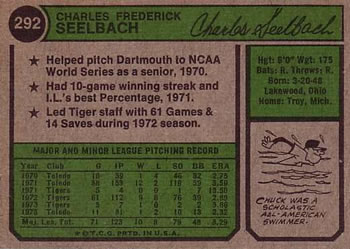 292
CHARLES FREDERICK
SEELBACH
Charles Seelbach
★ Helped pitch Dartmouth to NCAA
World Series as a senior, 1970.
★ Had 10-game winning streak and
I.L.'s best Percentage, 1971.
★ Led Tiger staff with 61 Games &
14 Saves during 1972 season.
Hgt: 6'0" Wgt: 175
Bats: R. Throws: R.
Born: 3-20-48
Lakewood, Ohio
Home: Troy, Mich.
MAJOR AND MINOR LEAGUE PITCHING RECORD
Year Club G IP W L SO BB ERA
1970 Toledo
1971 Toledo
1971 Tigers
1972 Tigers
1973 Tigers
1973 Toledo
Maj. Lea. Tot.
© T.C.G. PRTD. IN U.S.A.
CHUCK WAS A
SCHOLASTIC
ALL-AMERICAN
SWIMMER.